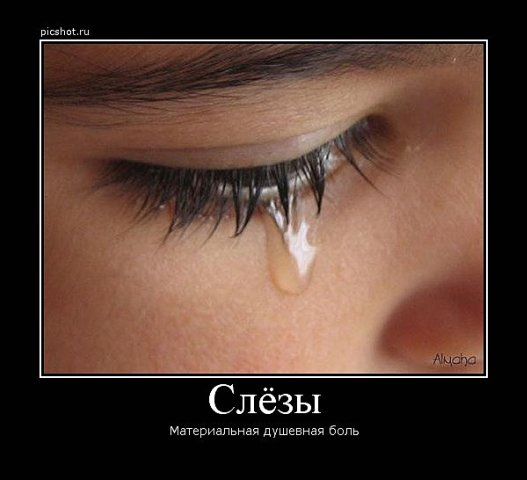 picshot.ru
Alyaha
Слёзы
Материальная душевная боль